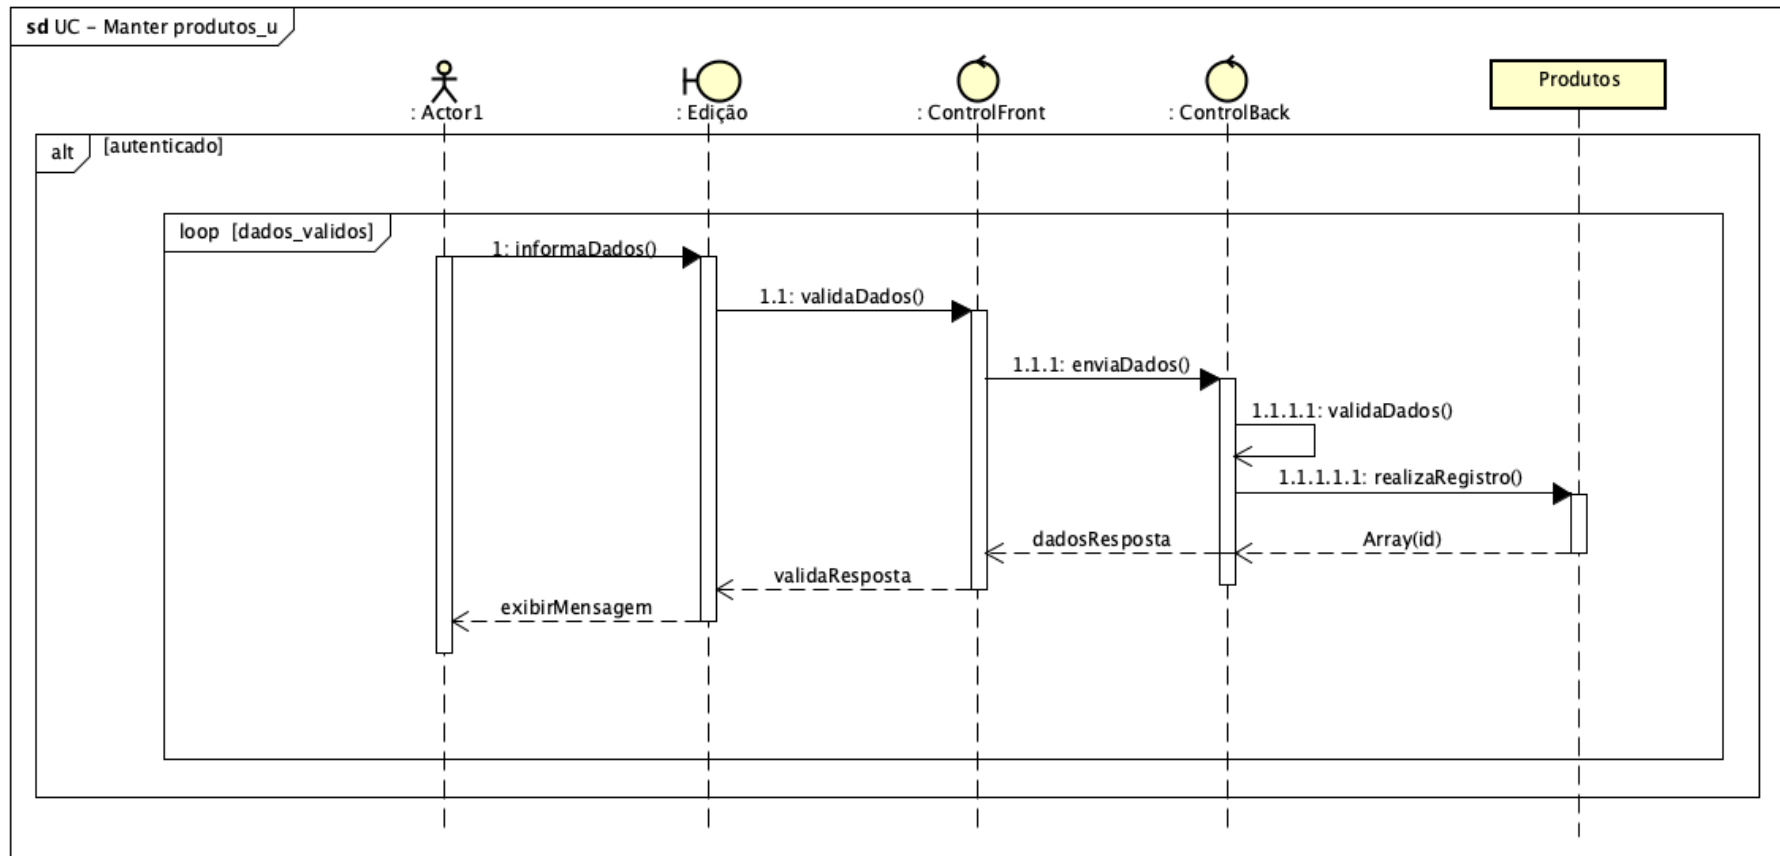 sd UC – Manter produtos_u
: Actor1
: Edição
: ControlFront
: ControlBack
Produtos
alt [autenticado]
loop [dados_validos]
1: informaDados()
1.1: validaDados()
1.1.1: enviaDados()
1.1.1.1: validaDados()
1.1.1.1.1: realizaRegistro()
dadosResposta
Array(id)
validaResposta
exibirMensagem